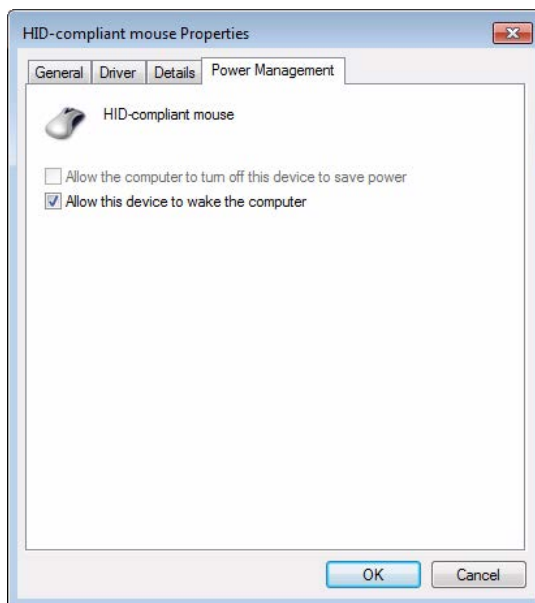 HID-compliant mouse Properties
General Driver Details Power Management
HID-compliant mouse
Allow the computer to turn off this device to save power
Allow this device to wake the computer
OK Cancel